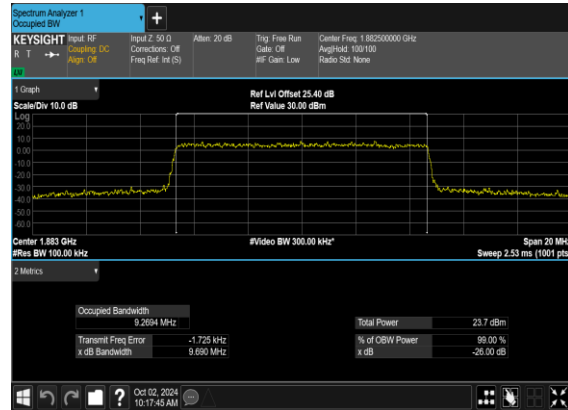 Spectrum Analyzer 1
Occupied BW
+
KEYSIGHT Input: RF Input Z: 50 Ω Atten: 20 dB Trig: Free Run Center Freq: 1.882500000 GHz
R T Coupling: DC Corrections: Off Gate: Off Avg|Hold: 100/100
Align: Off Freq Ref: Int (S) #IF Gain: Low Radio Std: None
LW
1 Graph
Ref Lvl Offset 25.40 dB
Scale/Div 10.0 dB Ref Value 30.00 dBm
Log
20.0
10.0
0.00
-10.0
-20.0
-30.0
-40.0
-50.0
-60.0
Center 1.883 GHz #Video BW 300.00 kHz* Span 20 MHz
#Res BW 100.00 kHz Sweep 2.53 ms (1001 pts)
2 Metrics
Occupied Bandwidth
9.2694 MHz Total Power 23.7 dBm
Transmit Freq Error -1.725 kHz % of OBW Power 99.00 %
x dB Bandwidth 9.690 MHz x dB -26.00 dB
? Oct 02, 2024
10:17:45 AM